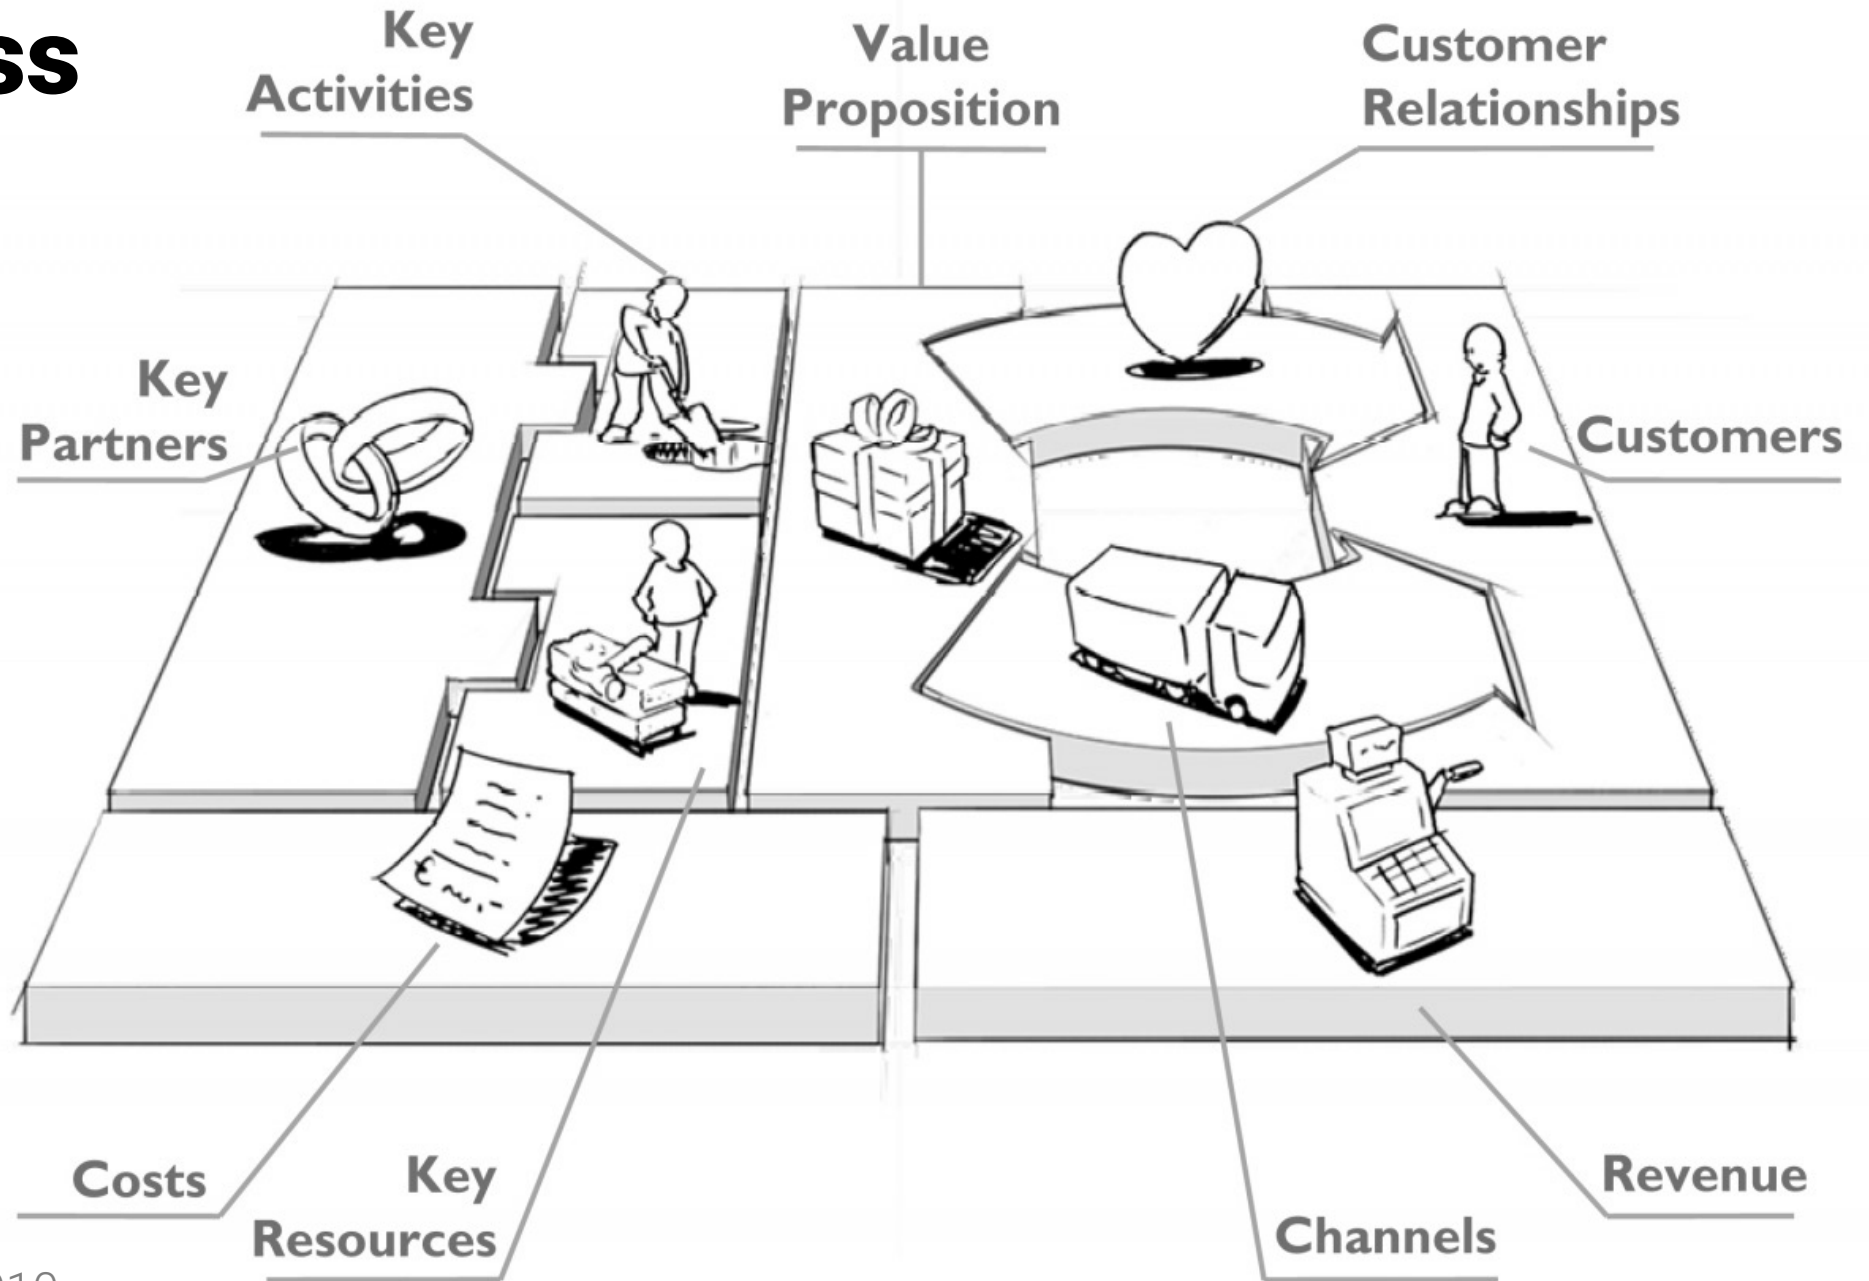 ss
Key
Activities
Value
Proposition
Customer
Relationships
Key
Partners
Customers
€
Costs
Key
Resources
Revenue
Channels